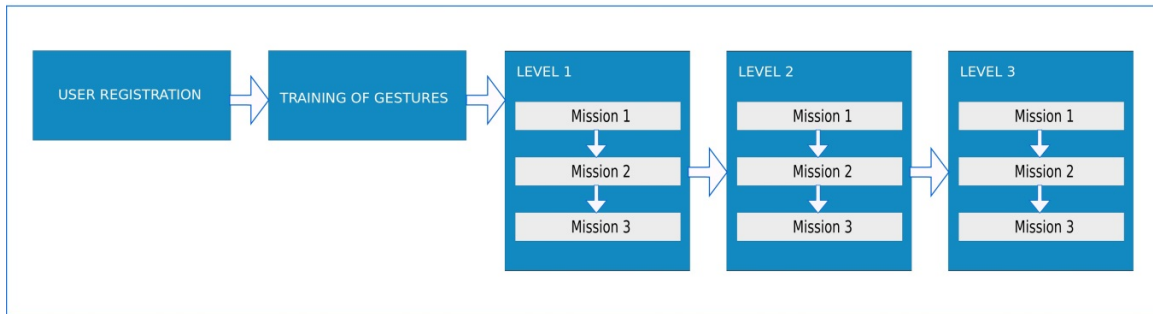 USER REGISTRATION
TRAINING OF GESTURES
LEVEL 1
Mission 1
Mission 2
Mission 3
LEVEL 2
Mission 1
Mission 2
Mission 3
LEVEL 3
Mission 1
Mission 2
Mission 3